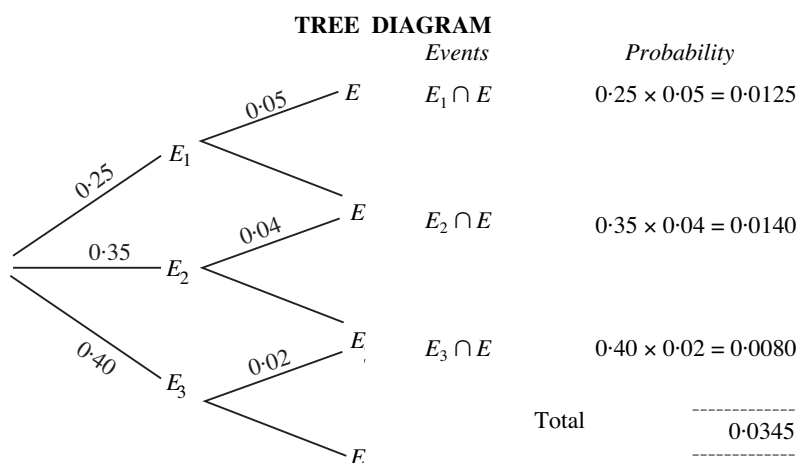 TREE DIAGRAM
Events Probability
0·05 E E₁ ∩ E 0·25 × 0·05 = 0·0125
0·25 E₁
0·04 E E₂ ∩ E 0·35 × 0·04 = 0·0140
0·35 E₂
0·02 E E₃ ∩ E 0·40 × 0·02 = 0·0080
0·40 E₃
Total 0·0345
E